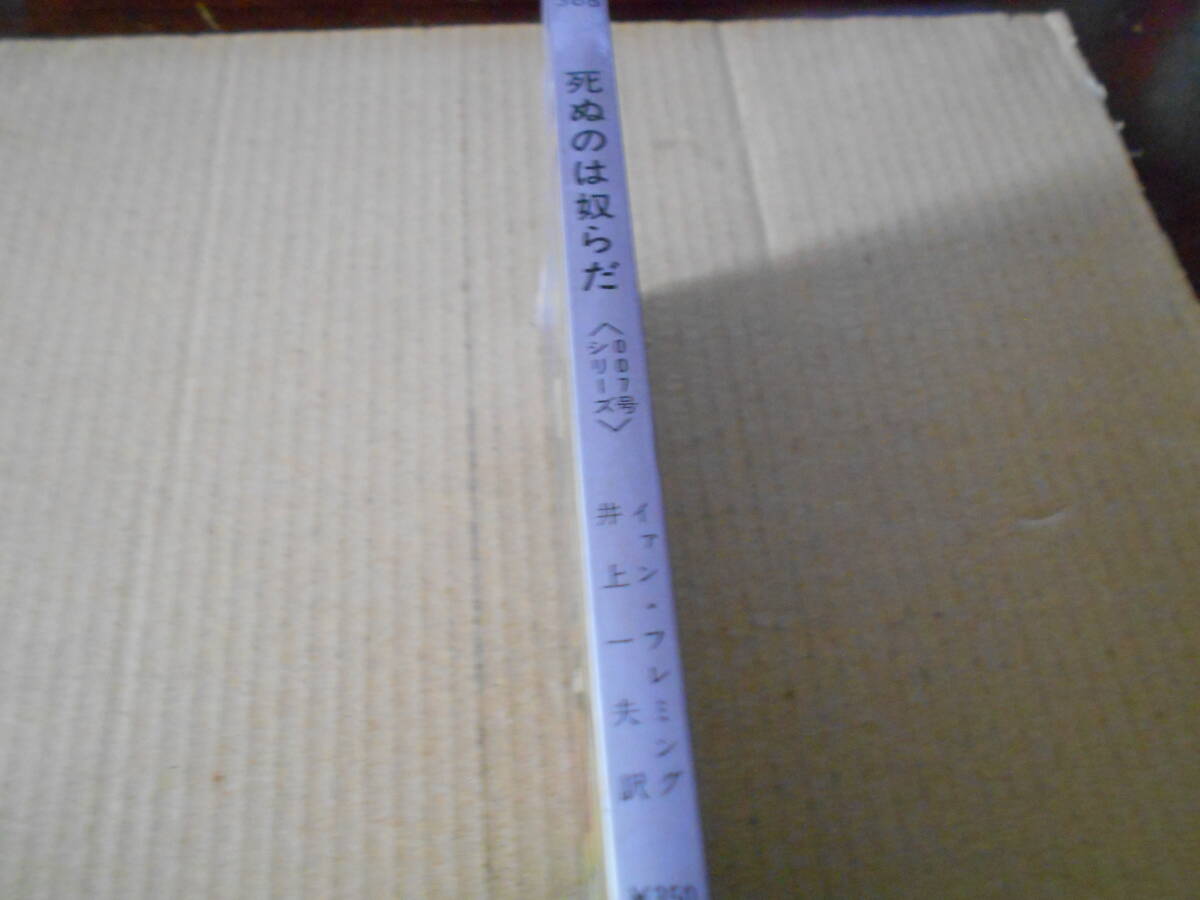 死ぬのは奴らだ
〈007号
シリーズ〉
イアン・フレミング
井上一夫訳